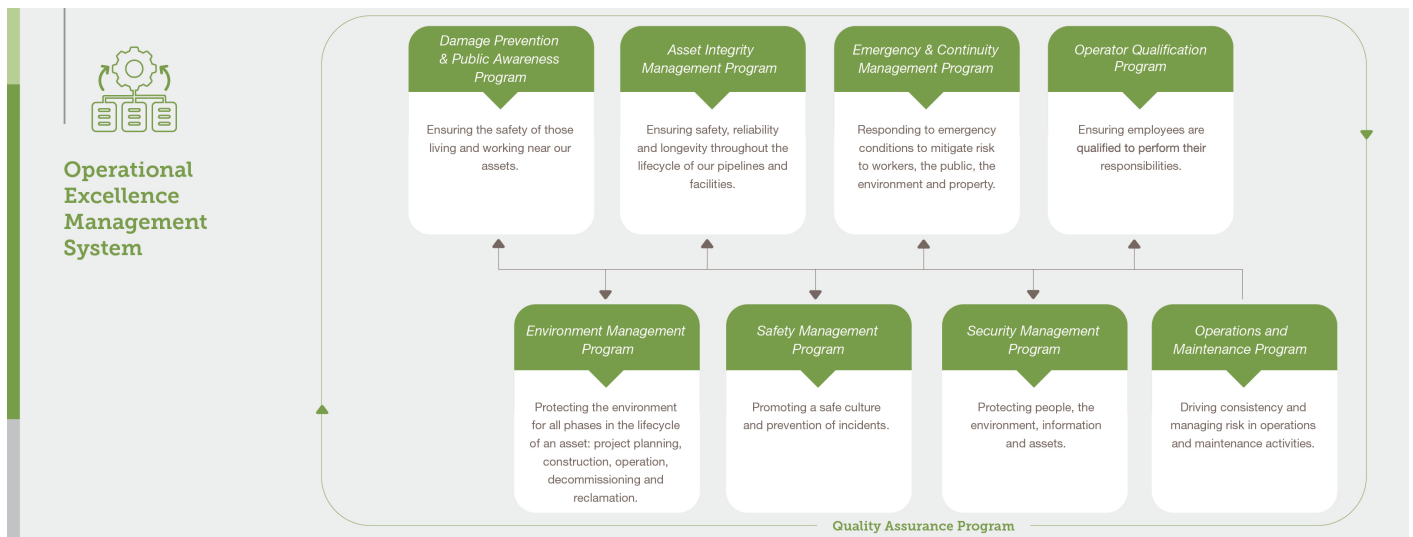 Operational
Excellence
Management
System
Damage Prevention
& Public Awareness
Program
Ensuring the safety of those
living and working near our
assets.
Asset Integrity
Management Program
Ensuring safety, reliability
and longevity throughout the
lifecycle of our pipelines and
facilities.
Emergency & Continuity
Management Program
Responding to emergency
conditions to mitigate risk
to workers, the public, the
environment and property.
Operator Qualification
Program
Ensuring employees are
qualified to perform their
responsibilities.
Environment Management
Program
Protecting the environment
for all phases in the lifecycle
of an asset: project planning,
construction, operation,
decommissioning and
reclamation.
Safety Management
Program
Promoting a safe culture
and prevention of incidents.
Security Management
Program
Protecting people, the
environment, information
and assets.
Operations and
Maintenance Program
Driving consistency and
managing risk in operations
and maintenance activities.
Quality Assurance Program